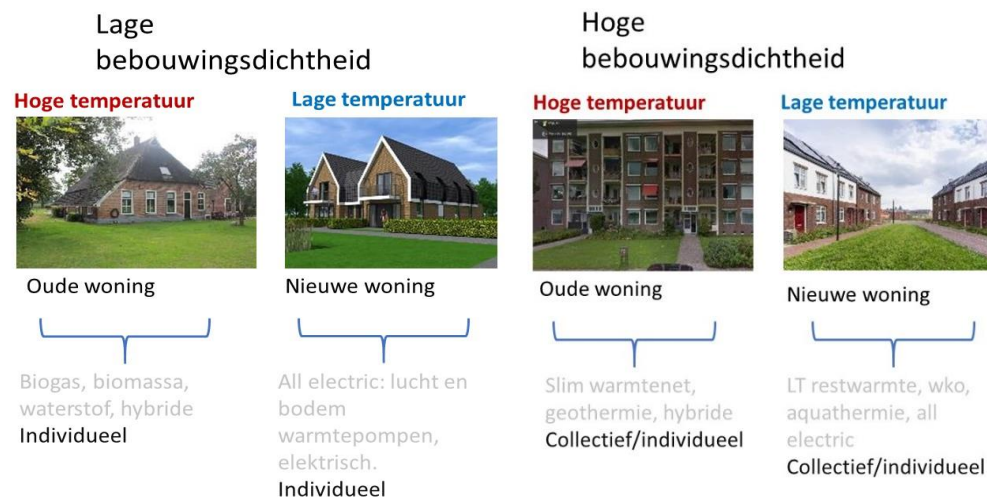 Lage
bebouwingsdichtheid
Hoge
bebouwingsdichtheid
Hoge temperatuur
Lage temperatuur
Hoge temperatuur
Lage temperatuur
Oude woning
Nieuwe woning
Oude woning
Nieuwe woning
Biogas, biomassa,
waterstof, hybride
Individueel
All electric: lucht en
bodem
warmtepompen,
elektrisch.
Individueel
Slim warmtenet,
geothermie, hybride
Collectief/individueel
LT restwarmte, wko,
aquathermie, all
electric
Collectief/individueel